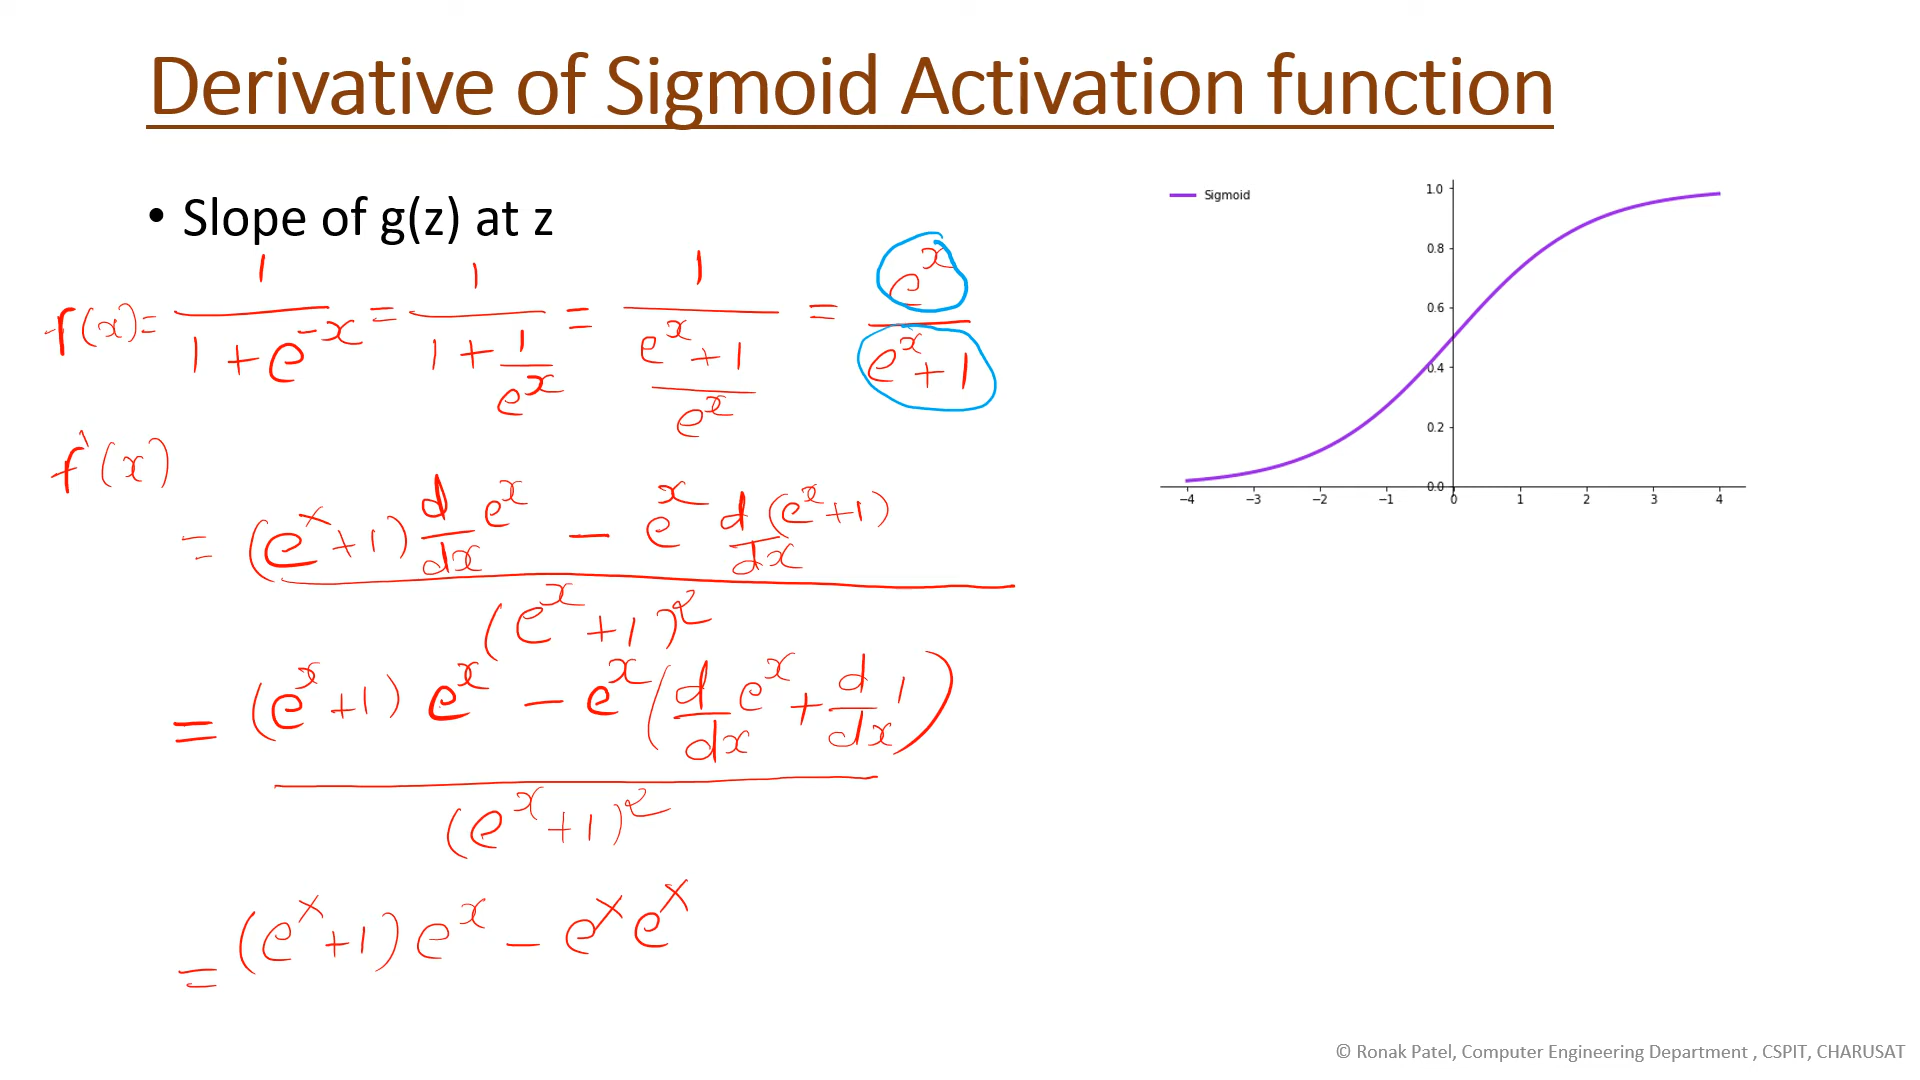 Derivative of Sigmoid Activation function
• Slope of g(z) at z
f(x) = 1/(1 + e^-x) = 1/(1 + 1/e^x) = 1/((e^x + 1)/e^x) = e^x/(e^x + 1)
f'(x)
= ((e^x + 1) d/dx e^x − e^x d/dx (e^x + 1))/(e^x + 1)^2
= ((e^x + 1) e^x − e^x (d/dx e^x + d/dx 1))/(e^x + 1)^2
= (e^x + 1) e^x − e^x e^x
Sigmoid
1.0
0.8
0.6
0.4
0.2
0.0
−4 −3 −2 −1 0 1 2 3 4
© Ronak Patel, Computer Engineering Department , CSPIT, CHARUSAT